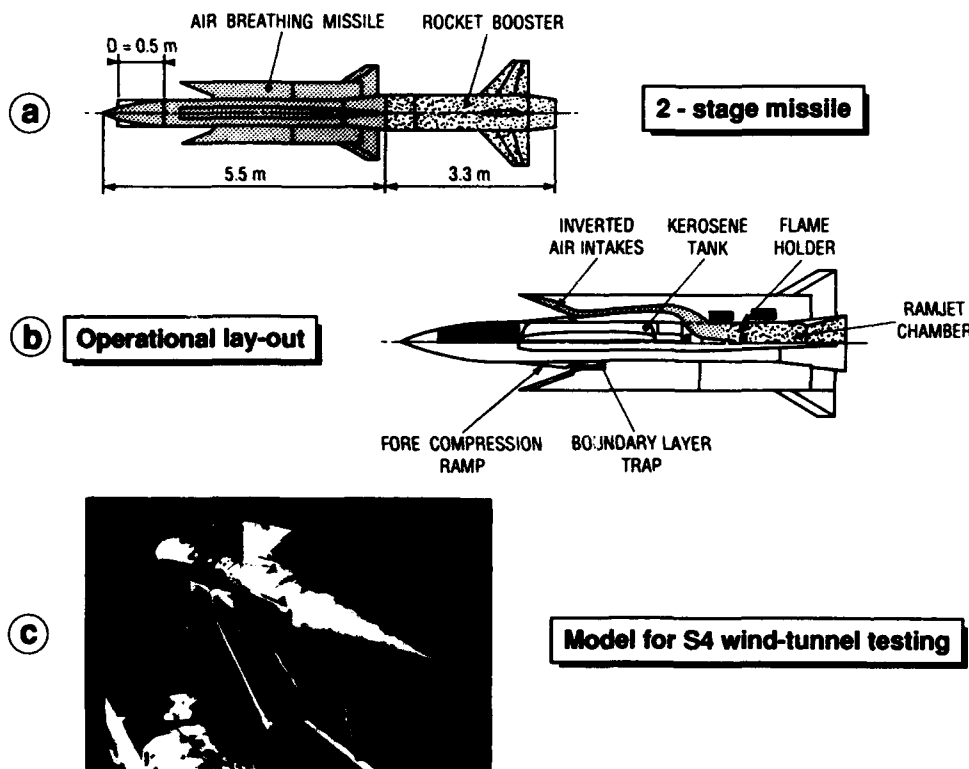 AIR BREATHING MISSILE
ROCKET BOOSTER
D = 0.5 m
a
2 - stage missile
5.5 m
3.3 m
INVERTED
AIR INTAKES
KEROSENE
TANK
FLAME
HOLDER
b
Operational lay-out
RAMJET
CHAMBER
FORE COMPRESSION
RAMP
BOUNDARY LAYER
TRAP
c
Model for S4 wind-tunnel testing